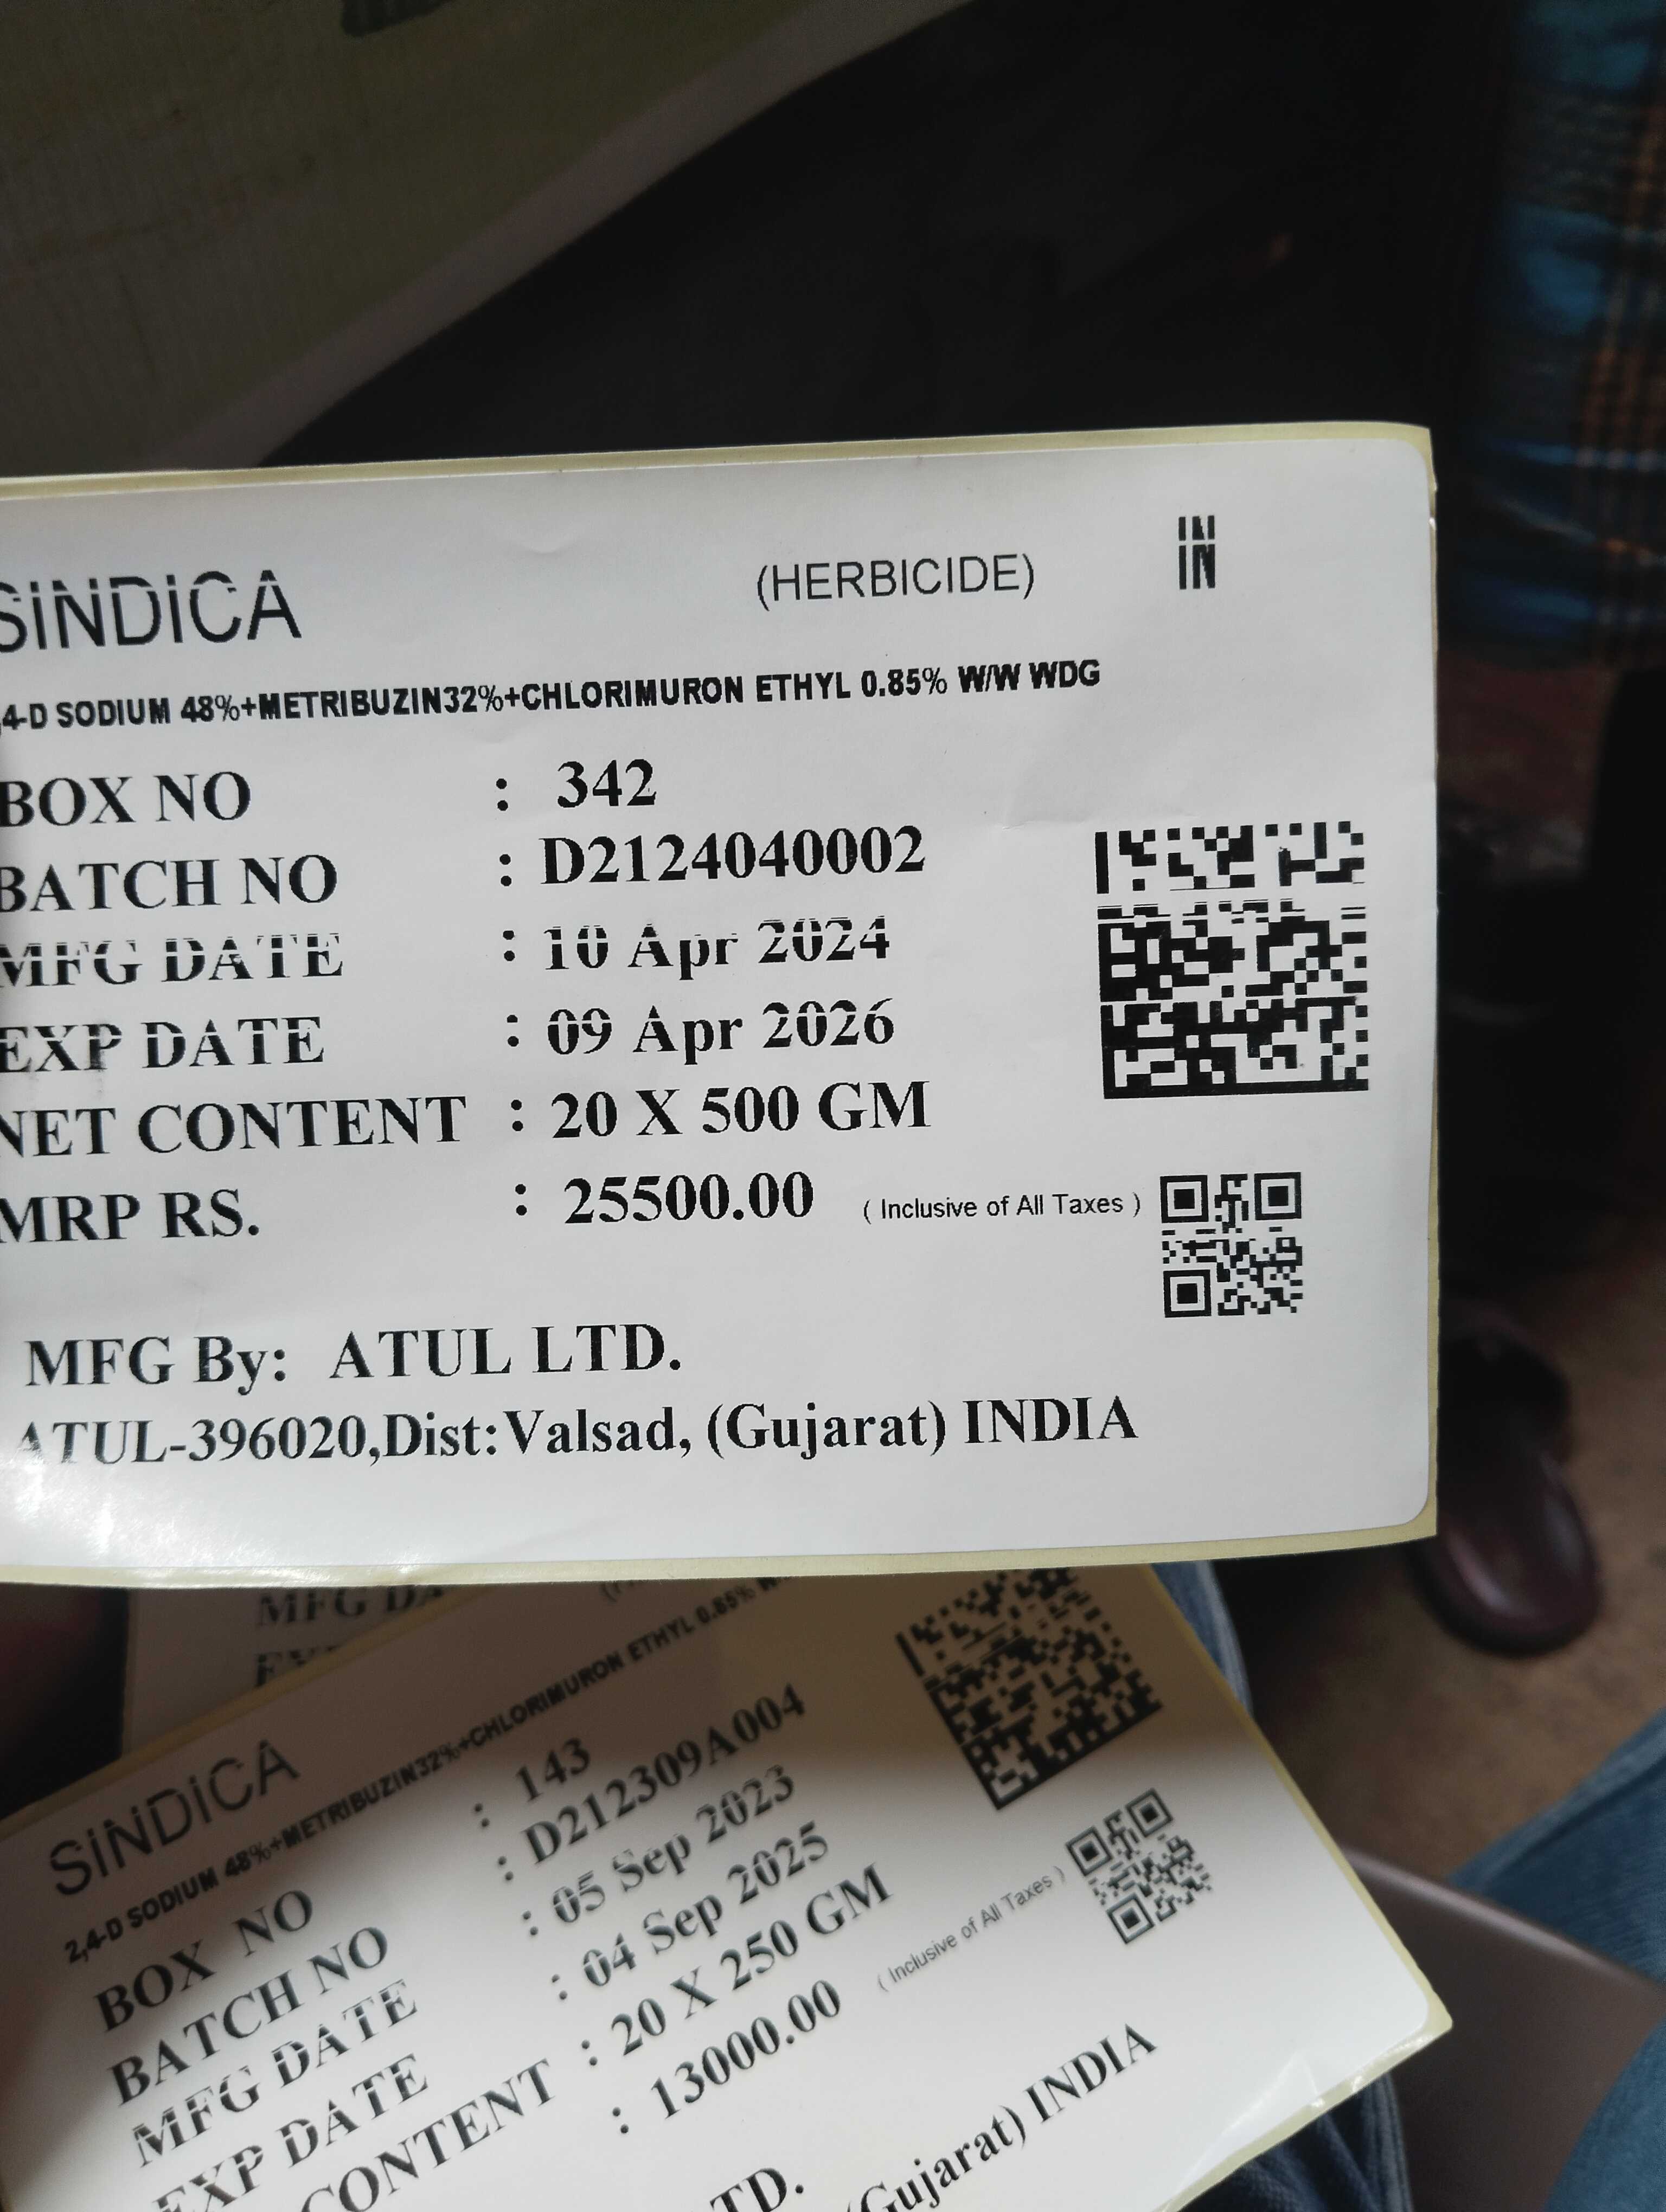 SiNDiCA (HERBICIDE) IN
,4-D SODIUM 48%+METRIBUZIN32%+CHLORIMURON ETHYL 0.85% W/W WDG
BOX NO : 342
BATCH NO : D2124040002
MFG DATE : 10 Apr 2024
EXP DATE : 09 Apr 2026
NET CONTENT : 20 X 500 GM
MRP RS. : 25500.00 ( Inclusive of All Taxes )
MFG By: ATUL LTD.
ATUL-396020,Dist:Valsad, (Gujarat) INDIA
MFG DA
SiNDiCA
2,4-D SODIUM 48%+METRIBUZIN32%+CHLORIMURON ETHYL 0.85%
BOX NO : 143
BATCH NO : D212309A004
MFG DATE : 05 Sep 2023
EXP DATE : 04 Sep 2025
CONTENT : 20 X 250 GM
: 13000.00 ( Inclusive of All Taxes )
LTD.
(Gujarat) INDIA